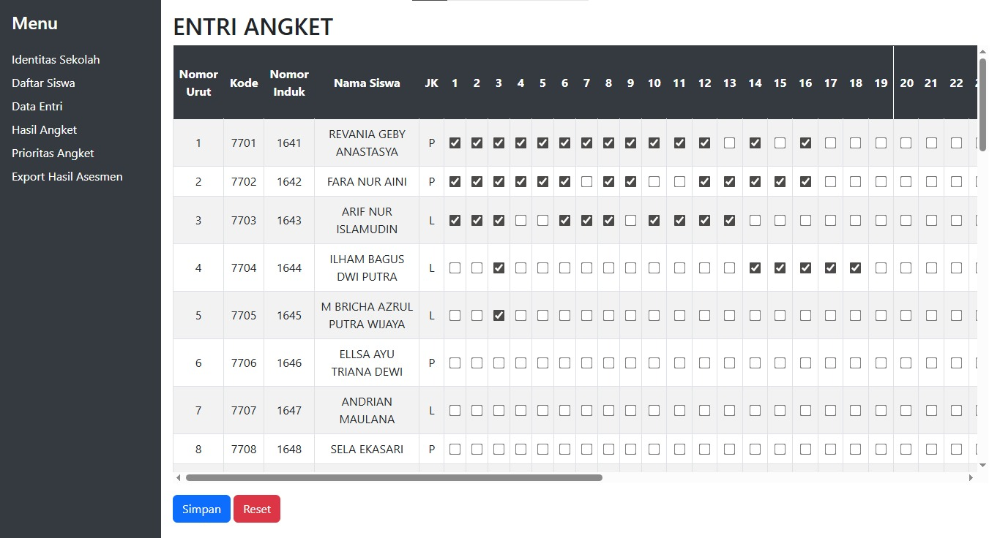 Menu
Identitas Sekolah
Daftar Siswa
Data Entri
Hasil Angket
Prioritas Angket
Export Hasil Asesmen
ENTRI ANGKET
Nomor Urut Kode Nomor Induk Nama Siswa JK 1 2 3 4 5 6 7 8 9 10 11 12 13 14 15 16 17 18 19 20 21 22
1 7701 1641 REVANIA GEBY ANASTASYA P
2 7702 1642 FARA NUR AINI P
3 7703 1643 ARIF NUR ISLAMUDIN L
4 7704 1644 ILHAM BAGUS DWI PUTRA L
5 7705 1645 M BRICHA AZRUL PUTRA WIJAYA L
6 7706 1646 ELLSA AYU TRIANA DEWI P
7 7707 1647 ANDRIAN MAULANA L
8 7708 1648 SELA EKASARI P
Simpan Reset